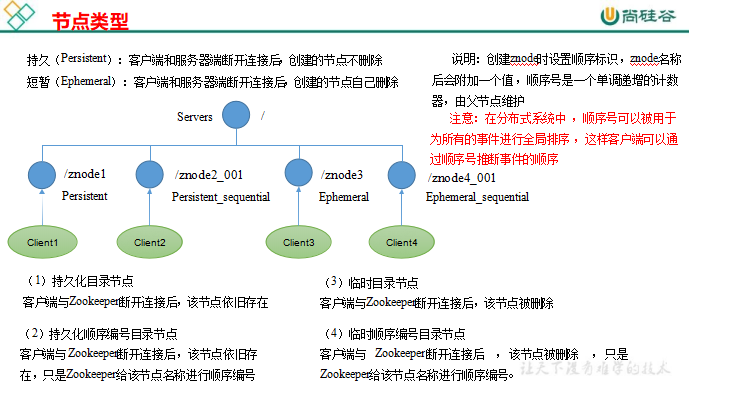 节点类型
尚硅谷
持久（Persistent）：客户端和服务器端断开连接后，创建的节点不删除
短暂（Ephemeral）：客户端和服务器端断开连接后，创建的节点自己删除
说明：创建znode时设置顺序标识，znode名称
后会附加一个值，顺序号是一个单调递增的计数
器，由父节点维护
注意：在分布式系统中，顺序号可以被用于
为所有的事件进行全局排序，这样客户端可以通
过顺序号推断事件的顺序
Servers
/
/znode1
Persistent
/znode2_001
Persistent_sequential
/znode3
Ephemeral
/znode4_001
Ephemeral_sequential
Client1
Client2
Client3
Client4
（1）持久化目录节点
客户端与Zookeeper断开连接后，该节点依旧存在
（2）持久化顺序编号目录节点
客户端与Zookeeper断开连接后，该节点依旧存
在，只是Zookeeper给该节点名称进行顺序编号
（3）临时目录节点
客户端与Zookeeper断开连接后，该节点被删除
（4）临时顺序编号目录节点
客户端与 Zookeeper断开连接后 ，该节点被删除 ，只是
Zookeeper给该节点名称进行顺序编号。
让天下没有难学的技术